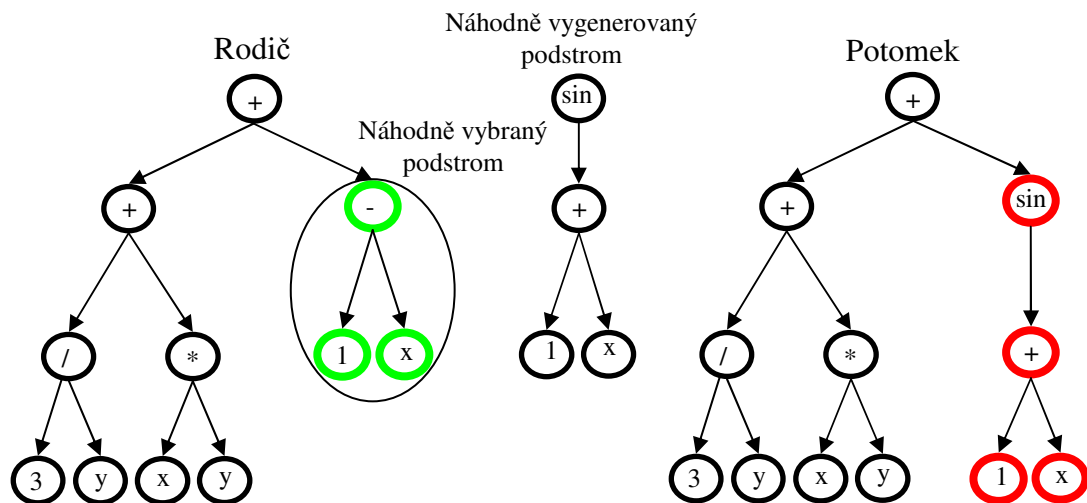 Rodič
Náhodně vygenerovaný
podstrom
Potomek
+
sin
+
Náhodně vybraný
podstrom
+
-
+
+
sin
/
*
1
x
1
x
/
*
+
3
y
x
y
3
y
x
y
1
x